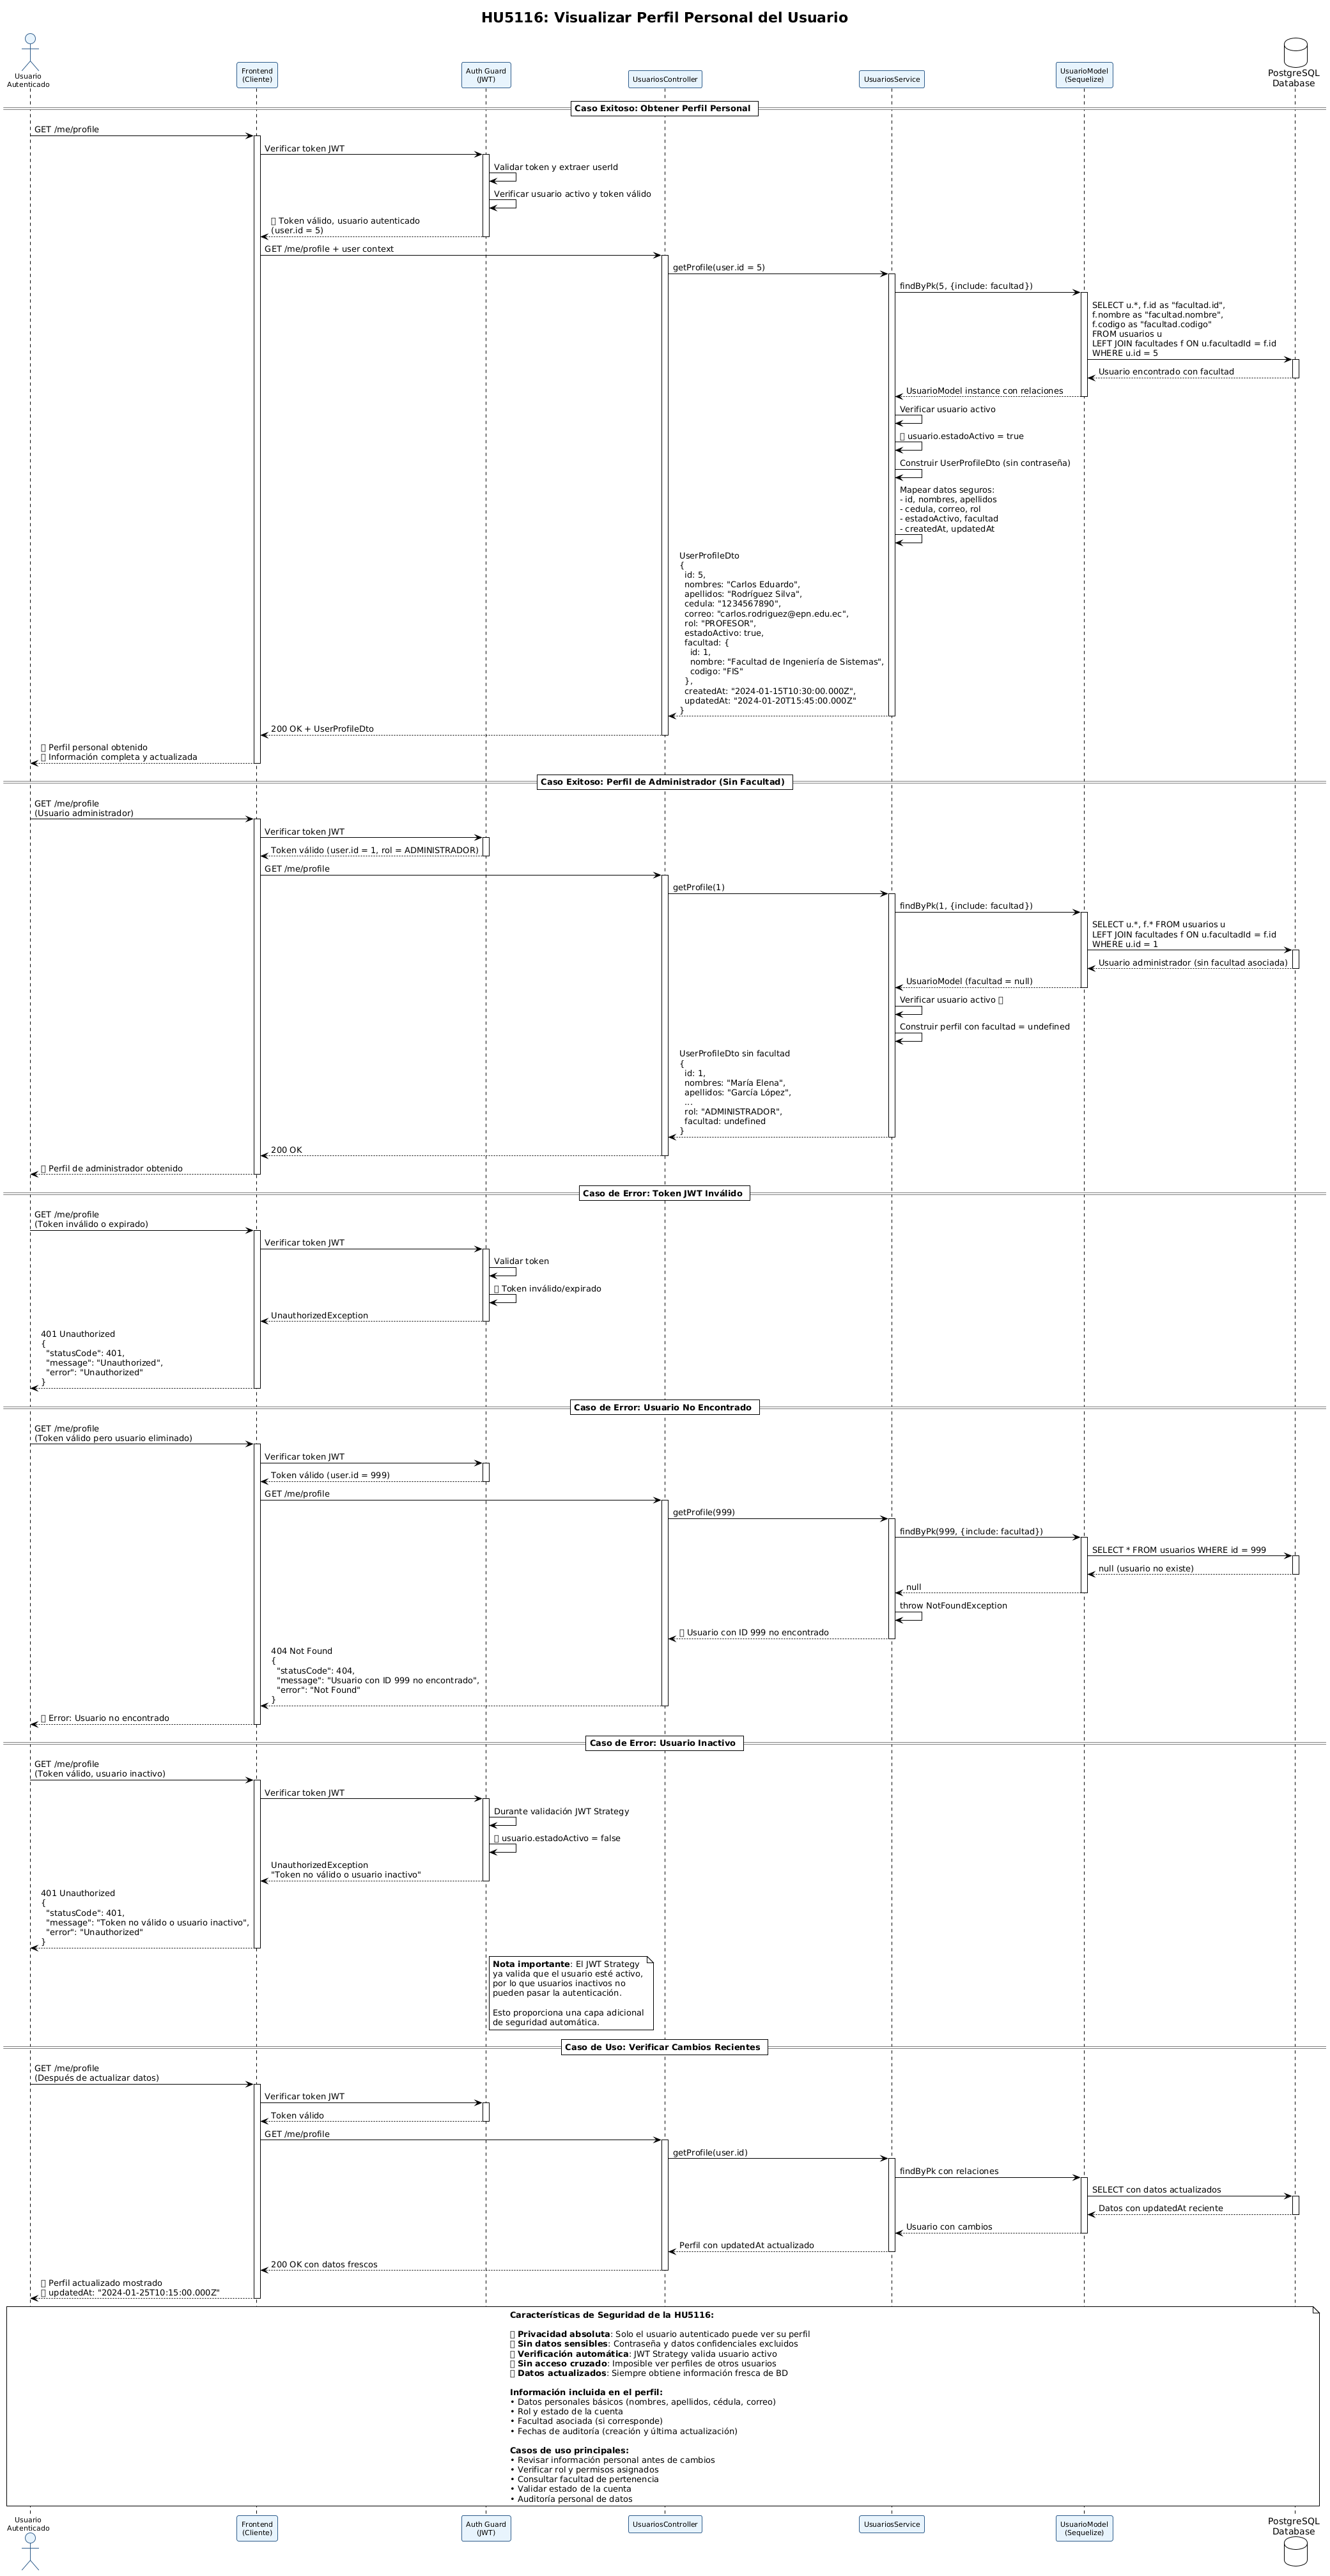 HU5116: Visualizar Perfil Personal del Usuario
Usuario
Autenticado
Frontend
(Cliente)
Auth Guard
(JWT)
UsuariosController
UsuariosService
UsuarioModel
(Sequelize)
PostgreSQL
Database
Caso Exitoso: Obtener Perfil Personal
GET /me/profile
Verificar token JWT
Validar token y extraer userId
Verificar usuario activo y token válido
Token válido, usuario autenticado
(user.id = 5)
GET /me/profile + user context
getProfile(user.id = 5)
findByPk(5, {include: facultad})
SELECT u.*, f.id as "facultad.id",
f.nombre as "facultad.nombre",
f.codigo as "facultad.codigo"
FROM usuarios u
LEFT JOIN facultades f ON u.facultadId = f.id
WHERE u.id = 5
Usuario encontrado con facultad
UsuarioModel instance con relaciones
Verificar usuario activo
usuario.estadoActivo = true
Construir UserProfileDto (sin contraseña)
Mapear datos seguros:
- id, nombres, apellidos
- cedula, correo, rol
- estadoActivo, facultad
- createdAt, updatedAt
UserProfileDto
{
id: 5,
nombres: "Carlos Eduardo",
apellidos: "Rodríguez Silva",
cedula: "1234567890",
correo: "carlos.rodriguez@epn.edu.ec",
rol: "PROFESOR",
estadoActivo: true,
facultad: {
id: 1,
nombre: "Facultad de Ingeniería de Sistemas",
codigo: "FIS"
},
createdAt: "2024-01-15T10:30:00.000Z",
updatedAt: "2024-01-20T15:45:00.000Z"
}
200 OK + UserProfileDto
Perfil personal obtenido
Información completa y actualizada
Caso Exitoso: Perfil de Administrador (Sin Facultad)
GET /me/profile
(Usuario administrador)
Verificar token JWT
Token válido (user.id = 1, rol = ADMINISTRADOR)
GET /me/profile
getProfile(1)
findByPk(1, {include: facultad})
SELECT u.*, f.* FROM usuarios u
LEFT JOIN facultades f ON u.facultadId = f.id
WHERE u.id = 1
Usuario administrador (sin facultad asociada)
UsuarioModel (facultad = null)
Verificar usuario activo
Construir perfil con facultad = undefined
UserProfileDto sin facultad
{
id: 1,
nombres: "María Elena",
apellidos: "García López",
...
rol: "ADMINISTRADOR",
facultad: undefined
}
200 OK
Perfil de administrador obtenido
Caso de Error: Token JWT Inválido
GET /me/profile
(Token inválido o expirado)
Verificar token JWT
Validar token
Token inválido/expirado
UnauthorizedException
401 Unauthorized
{
"statusCode": 401,
"message": "Unauthorized",
"error": "Unauthorized"
}
Caso de Error: Usuario No Encontrado
GET /me/profile
(Token válido pero usuario eliminado)
Verificar token JWT
Token válido (user.id = 999)
GET /me/profile
getProfile(999)
findByPk(999, {include: facultad})
SELECT * FROM usuarios WHERE id = 999
null (usuario no existe)
null
throw NotFoundException
Usuario con ID 999 no encontrado
404 Not Found
{
"statusCode": 404,
"message": "Usuario con ID 999 no encontrado",
"error": "Not Found"
}
Error: Usuario no encontrado
Caso de Error: Usuario Inactivo
GET /me/profile
(Token válido, usuario inactivo)
Verificar token JWT
Durante validación JWT Strategy
usuario.estadoActivo = false
UnauthorizedException
"Token no válido o usuario inactivo"
401 Unauthorized
{
"statusCode": 401,
"message": "Token no válido o usuario inactivo",
"error": "Unauthorized"
}
Nota importante: El JWT Strategy
ya valida que el usuario esté activo,
por lo que usuarios inactivos no
pueden pasar la autenticación.
Esto proporciona una capa adicional
de seguridad automática.
Caso de Uso: Verificar Cambios Recientes
GET /me/profile
(Después de actualizar datos)
Verificar token JWT
Token válido
GET /me/profile
getProfile(user.id)
findByPk con relaciones
SELECT con datos actualizados
Datos con updatedAt reciente
Usuario con cambios
Perfil con updatedAt actualizado
200 OK con datos frescos
Perfil actualizado mostrado
updatedAt: "2024-01-25T10:15:00.000Z"
Características de Seguridad de la HU5116:
Privacidad absoluta: Solo el usuario autenticado puede ver su perfil
Sin datos sensibles: Contraseña y datos confidenciales excluidos
Verificación automática: JWT Strategy valida usuario activo
Sin acceso cruzado: Imposible ver perfiles de otros usuarios
Datos actualizados: Siempre obtiene información fresca de BD
Información incluida en el perfil:
• Datos personales básicos (nombres, apellidos, cédula, correo)
• Rol y estado de la cuenta
• Facultad asociada (si corresponde)
• Fechas de auditoría (creación y última actualización)
Casos de uso principales:
• Revisar información personal antes de cambios
• Verificar rol y permisos asignados
• Consultar facultad de pertenencia
• Validar estado de la cuenta
• Auditoría personal de datos
Usuario
Autenticado
Frontend
(Cliente)
Auth Guard
(JWT)
UsuariosController
UsuariosService
UsuarioModel
(Sequelize)
PostgreSQL
Database